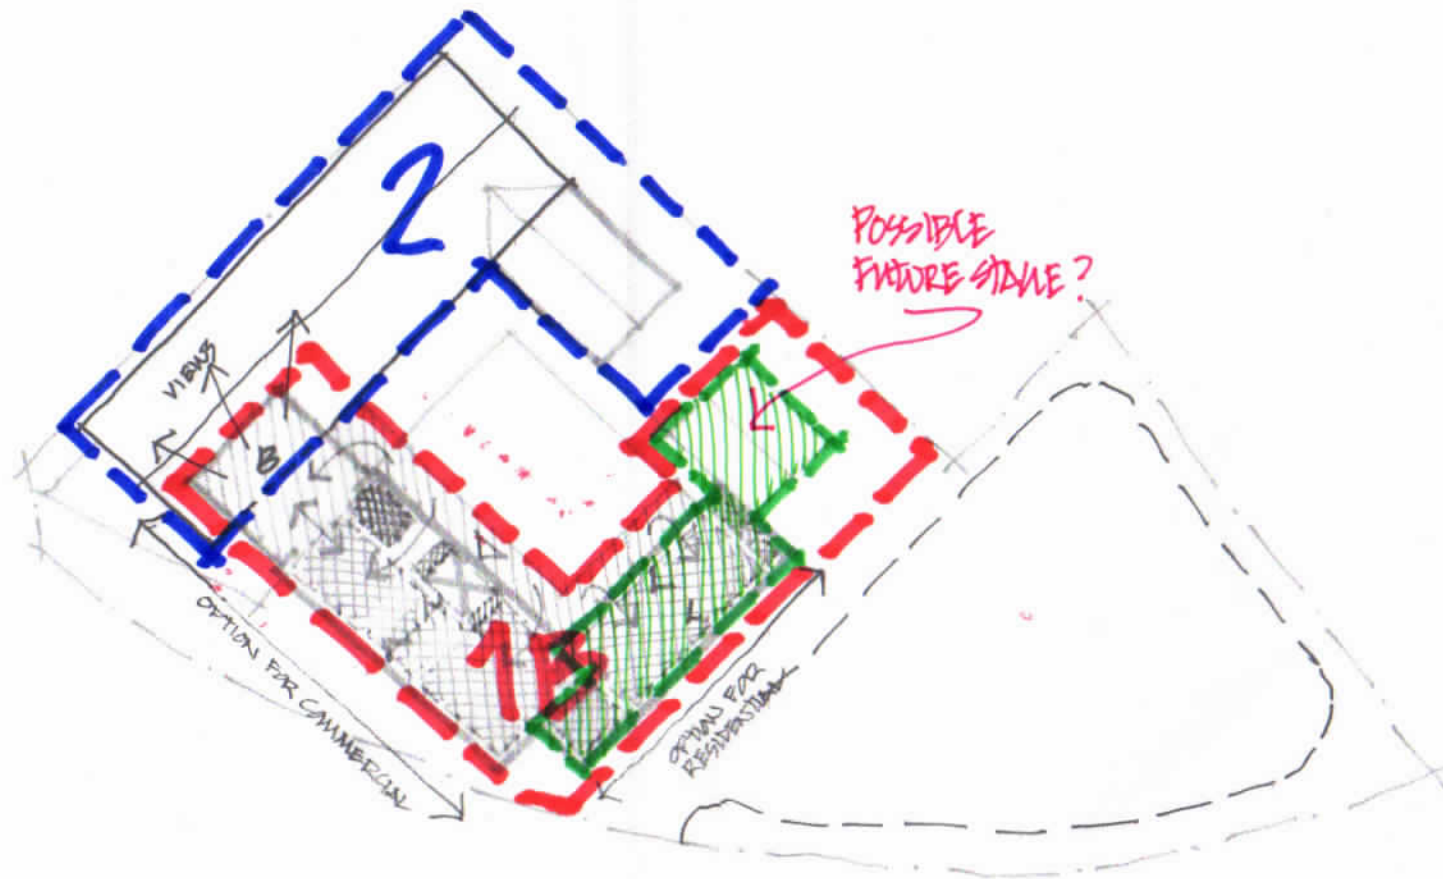 2
POSSIBLE
FUTURE STAGE?
VIEWS
B
1B
OPTION FOR COMMERCIAL
OPTION FOR
RESIDENTIAL